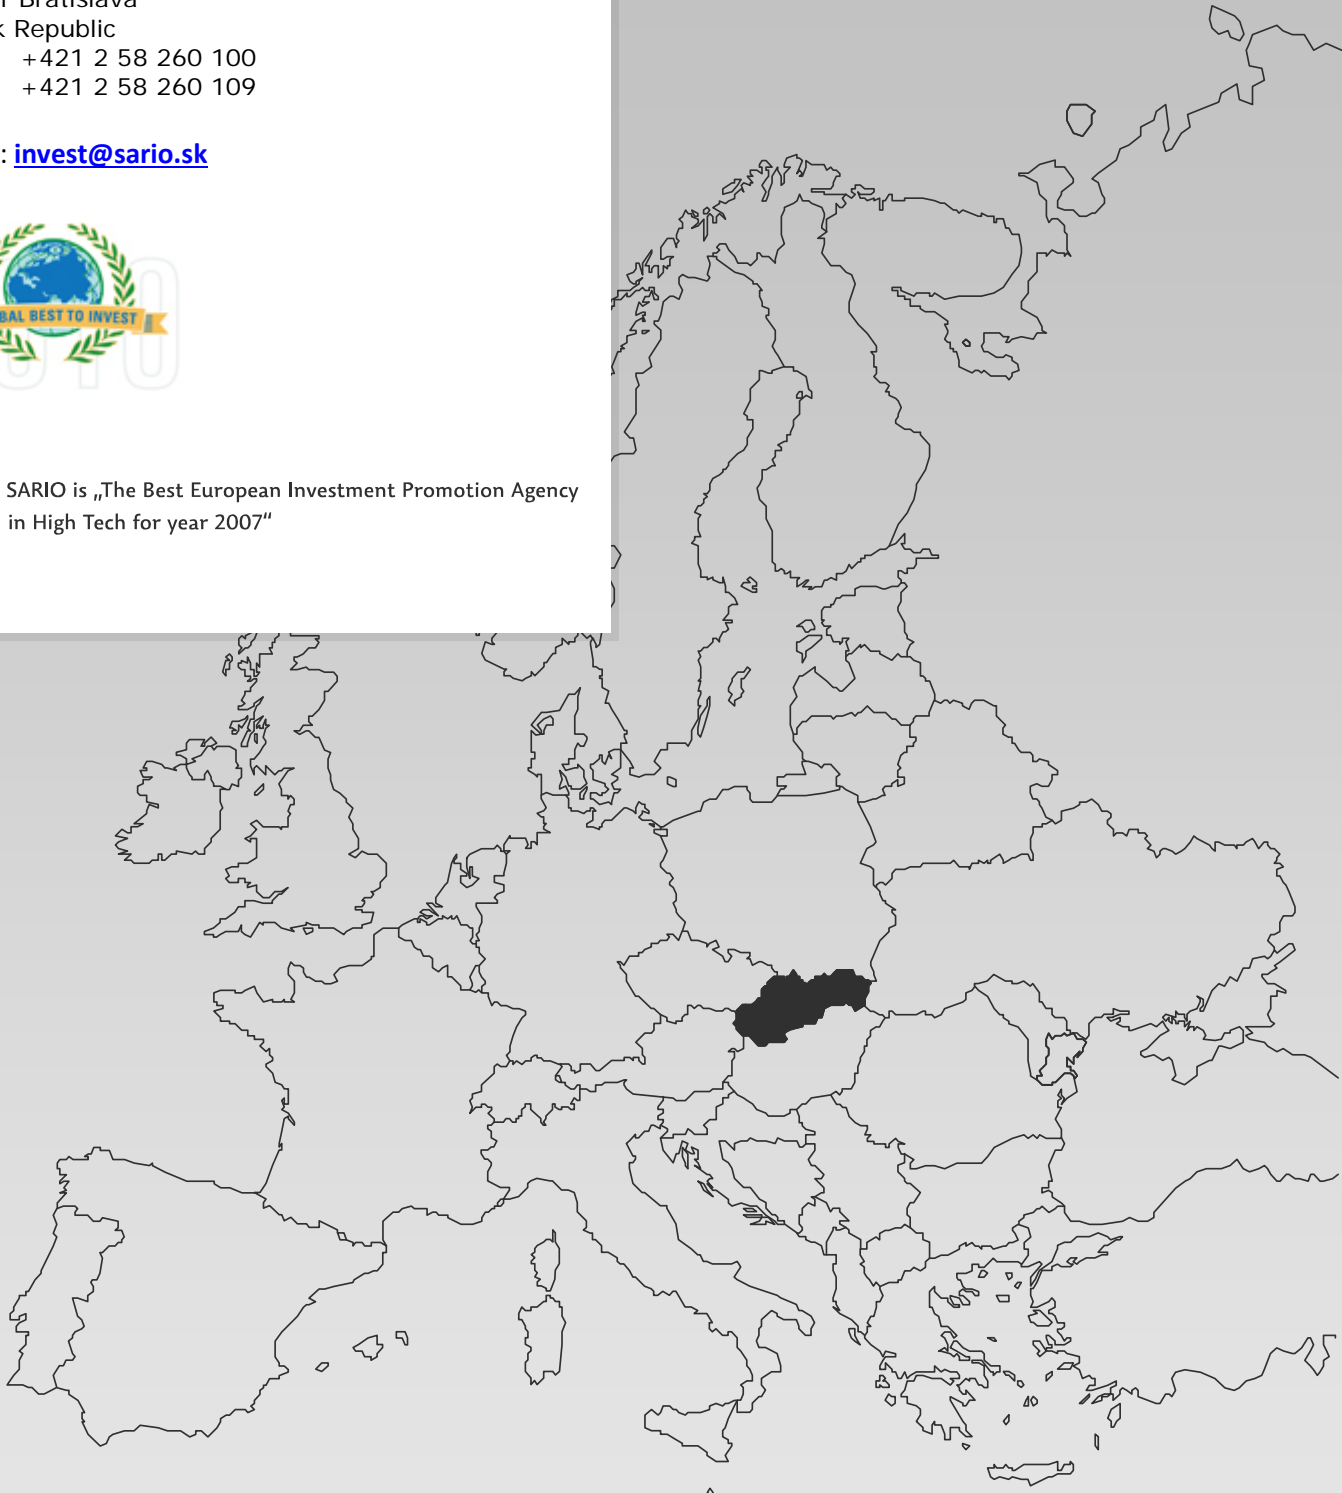 Bratislava
Republic
+421 2 58 260 100
+421 2 58 260 109
: invest@sario.sk
BEST TO INVEST
SARIO is „The Best European Investment Promotion Agency
in High Tech for year 2007“